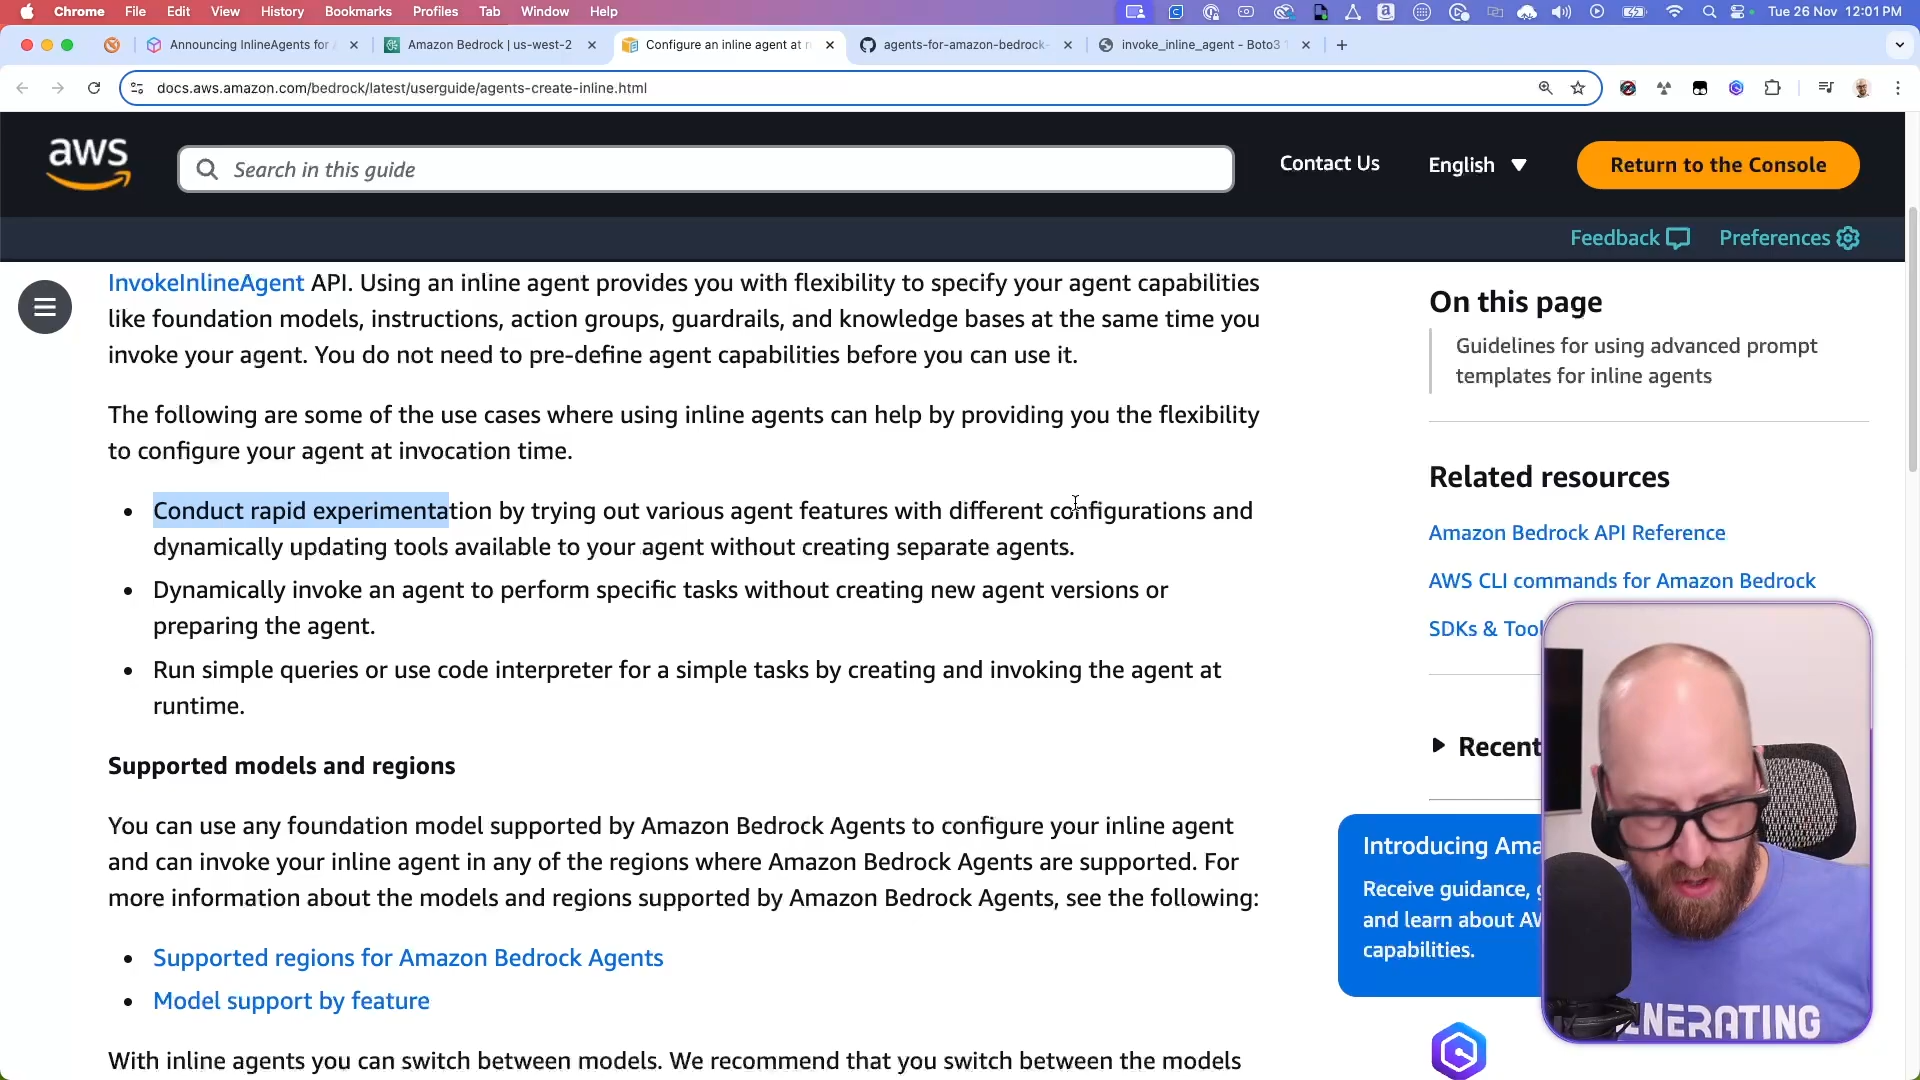 Chrome File Edit View History Bookmarks Profiles Tab Window Help
Tue 26 Nov 12:01 PM
Announcing InlineAgents for
Amazon Bedrock | us-west-2
Configure an inline agent at
agents-for-amazon-bedrock-
invoke_inline_agent - Boto3
docs.aws.amazon.com/bedrock/latest/userguide/agents-create-inline.html
aws
Search in this guide
Contact Us
English
Return to the Console
Feedback
Preferences
InvokeInlineAgent API. Using an inline agent provides you with flexibility to specify your agent capabilities
like foundation models, instructions, action groups, guardrails, and knowledge bases at the same time you
invoke your agent. You do not need to pre-define agent capabilities before you can use it.
The following are some of the use cases where using inline agents can help by providing you the flexibility
to configure your agent at invocation time.
• Conduct rapid experimentation by trying out various agent features with different configurations and
dynamically updating tools available to your agent without creating separate agents.
• Dynamically invoke an agent to perform specific tasks without creating new agent versions or
preparing the agent.
• Run simple queries or use code interpreter for a simple tasks by creating and invoking the agent at
runtime.
Supported models and regions
You can use any foundation model supported by Amazon Bedrock Agents to configure your inline agent
and can invoke your inline agent in any of the regions where Amazon Bedrock Agents are supported. For
more information about the models and regions supported by Amazon Bedrock Agents, see the following:
• Supported regions for Amazon Bedrock Agents
• Model support by feature
With inline agents you can switch between models. We recommend that you switch between the models
On this page
Guidelines for using advanced prompt
templates for inline agents
Related resources
Amazon Bedrock API Reference
AWS CLI commands for Amazon Bedrock
SDKs & Tool
Recent
Introducing Ama
Receive guidance, g
and learn about AW
capabilities.
ENERATING